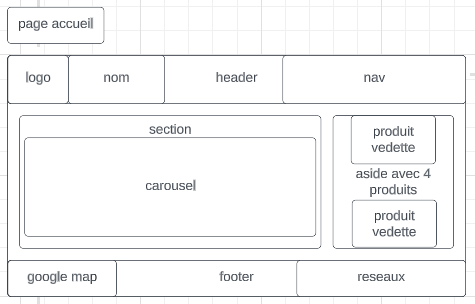 page accueil
logo
nom
header
nav
section
carousel
produit
vedette
aside avec 4
produits
produit
vedette
google map
footer
reseaux